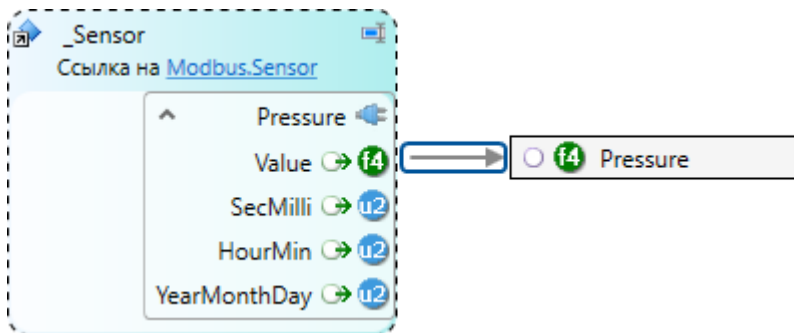 _Sensor
Ссылка на Modbus.Sensor
Pressure
Value f4
f4 Pressure
SecMilli u2
HourMin u2
YearMonthDay u2